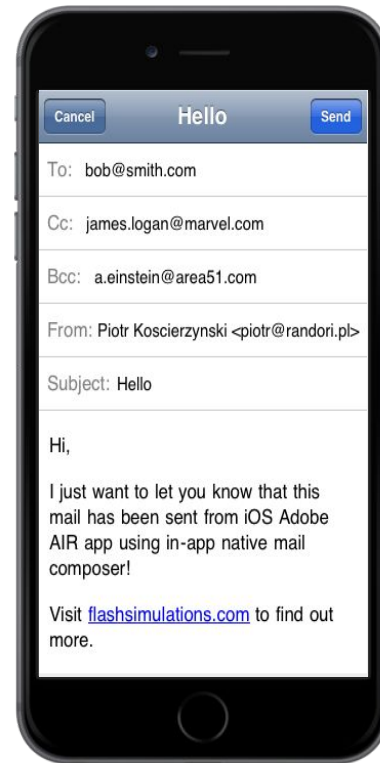 Cancel Hello Send
To: bob@smith.com
Cc: james.logan@marvel.com
Bcc: a.einstein@area51.com
From: Piotr Koscierzynski <piotr@randori.pl>
Subject: Hello
Hi,
I just want to let you know that this
mail has been sent from iOS Adobe
AIR app using in-app native mail
composer!
Visit flashsimulations.com to find out
more.